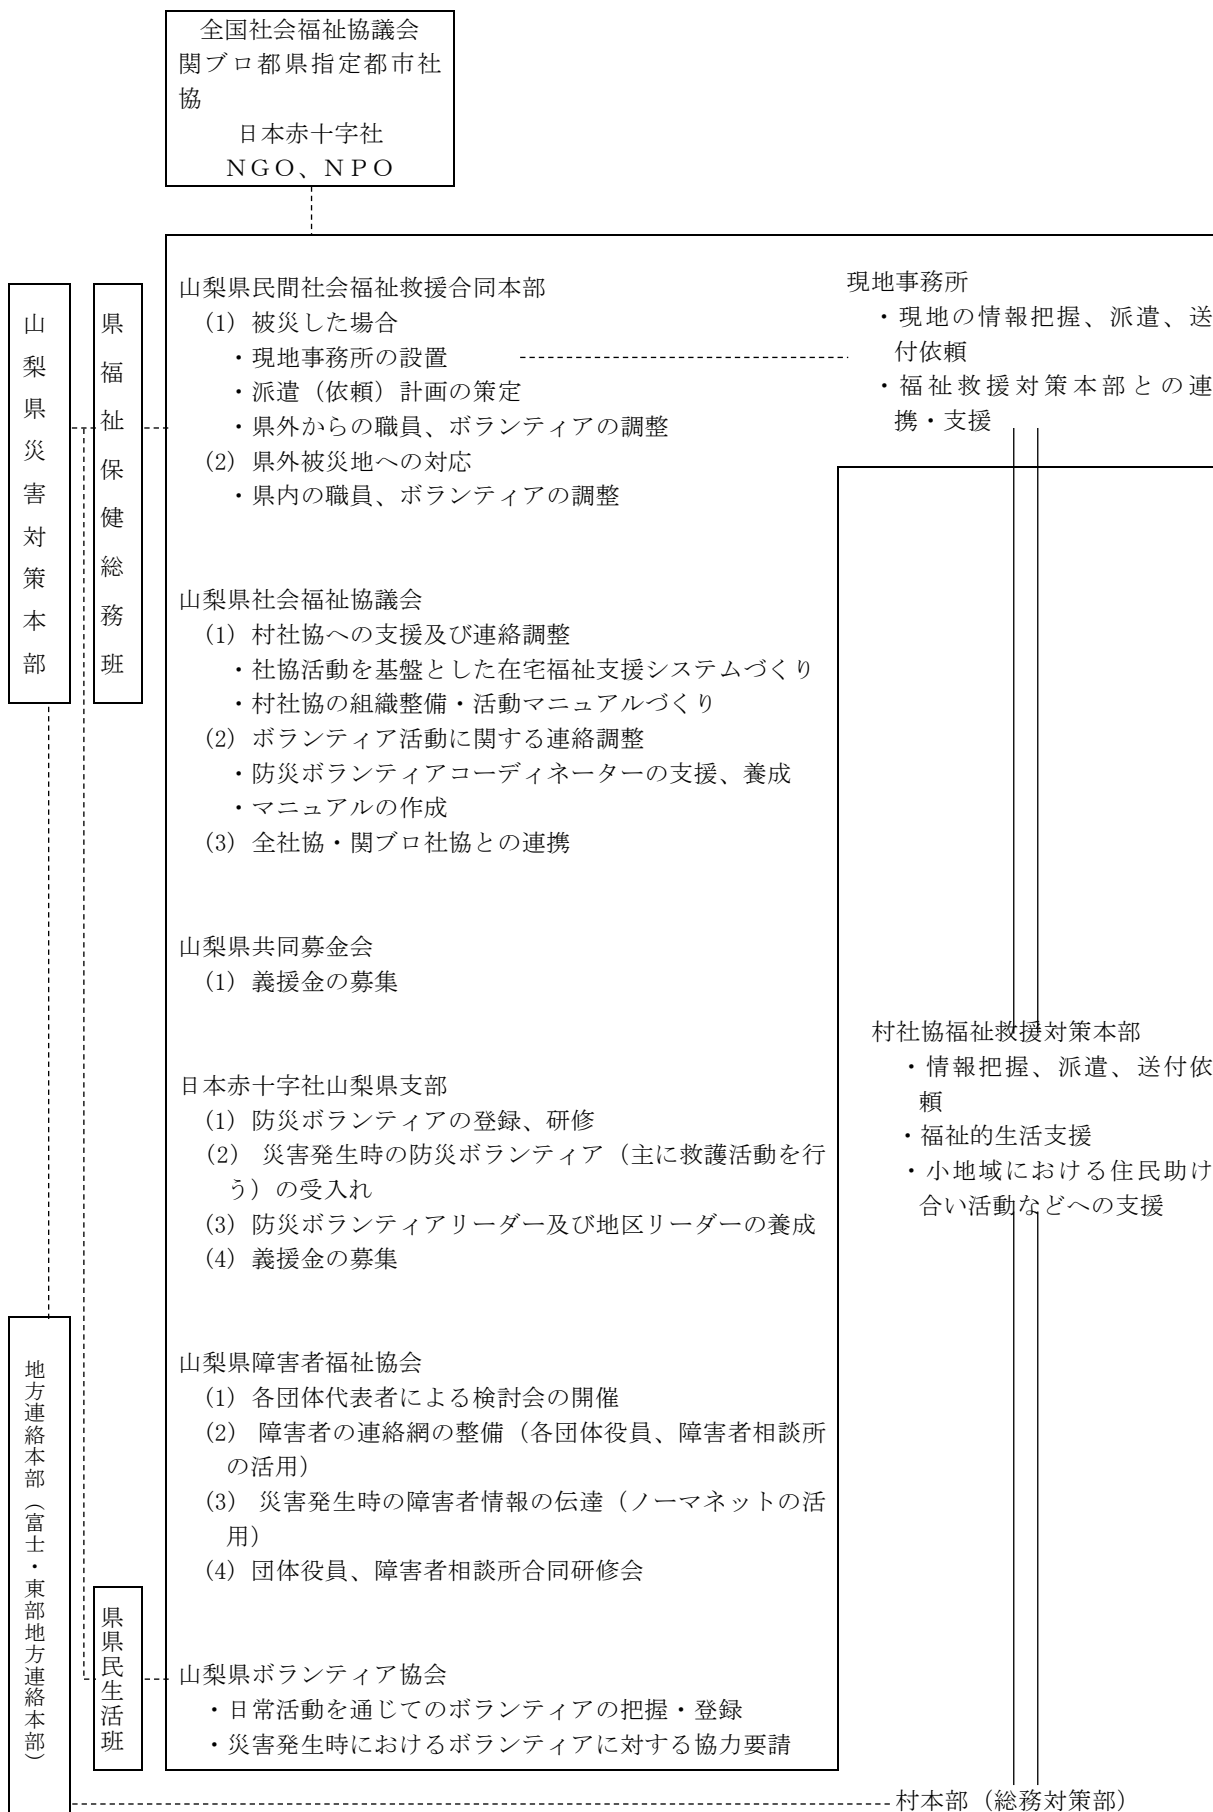 全国社会福祉協議会
関ブロ都県指定都市社
協
日本赤十字社
NGO、NPO
山梨県災害対策本部
県福祉保健総務班
山梨県民間社会福祉救援合同本部
(1) 被災した場合
・現地事務所の設置
・派遣（依頼）計画の策定
・県外からの職員、ボランティアの調整
(2) 県外被災地への対応
・県内の職員、ボランティアの調整
現地事務所
・現地の情報把握、派遣、送
付依頼
・福祉救援対策本部との連
携・支援
山梨県社会福祉協議会
(1) 村社協への支援及び連絡調整
・社協活動を基盤とした在宅福祉支援システムづくり
・村社協の組織整備・活動マニュアルづくり
(2) ボランティア活動に関する連絡調整
・防災ボランティアコーディネーターの支援、養成
・マニュアルの作成
(3) 全社協・関ブロ社協との連携
山梨県共同募金会
(1) 義援金の募集
日本赤十字社山梨県支部
(1) 防災ボランティアの登録、研修
(2) 災害発生時の防災ボランティア（主に救護活動を行
う）の受入れ
(3) 防災ボランティアリーダー及び地区リーダーの養成
(4) 義援金の募集
村社協福祉救援対策本部
・情報把握、派遣、送付依
頼
・福祉的生活支援
・小地域における住民助け
合い活動などへの支援
山梨県障害者福祉協会
(1) 各団体代表者による検討会の開催
(2) 障害者の連絡網の整備（各団体役員、障害者相談所
の活用）
(3) 災害発生時の障害者情報の伝達（ノーマネットの活
用）
(4) 団体役員、障害者相談所合同研修会
地方連絡本部（富士・東部地方連絡本部）
県県民生活班
山梨県ボランティア協会
・日常活動を通じてのボランティアの把握・登録
・災害発生時におけるボランティアに対する協力要請
村本部（総務対策部）